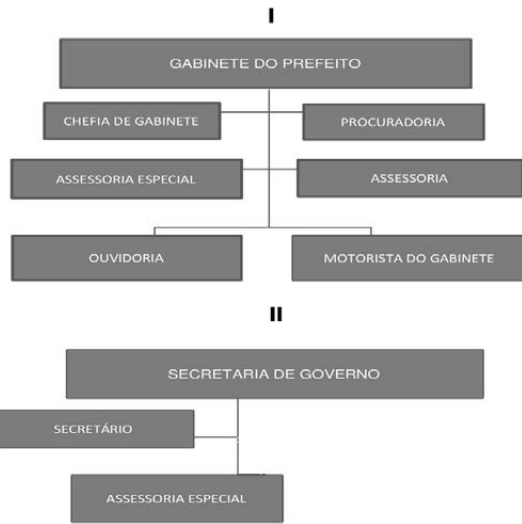 I
GABINETE DO PREFEITO
CHEFIA DE GABINETE
PROCURADORIA
ASSESSORIA ESPECIAL
ASSESSORIA
OUVIDORIA
MOTORISTA DO GABINETE
II
SECRETARIA DE GOVERNO
SECRETÁRIO
ASSESSORIA ESPECIAL